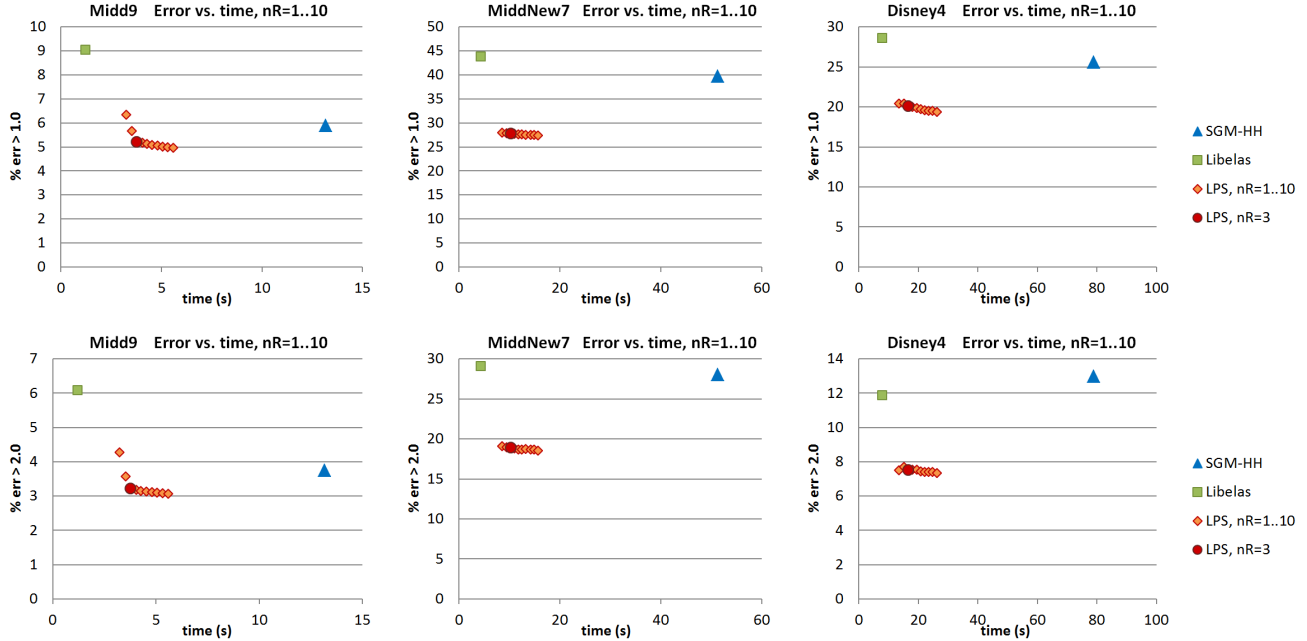 Midd9 Error vs. time, nR=1..10
% err > 1.0
10
9
8
7
6
5
4
3
2
1
0
0 5 10 15
time (s)
MiddNew7 Error vs. time, nR=1..10
% err > 1.0
50
45
40
35
30
25
20
15
10
5
0
0 20 40 60
time (s)
Disney4 Error vs. time, nR=1..10
% err > 1.0
30
25
20
15
10
5
0
0 20 40 60 80 100
time (s)
SGM-HH
Libelas
LPS, nR=1..10
LPS, nR=3
Midd9 Error vs. time, nR=1..10
% err > 2.0
7
6
5
4
3
2
1
0
0 5 10 15
time (s)
MiddNew7 Error vs. time, nR=1..10
% err > 2.0
30
25
20
15
10
5
0
0 20 40 60
time (s)
Disney4 Error vs. time, nR=1..10
% err > 2.0
14
12
10
8
6
4
2
0
0 20 40 60 80 100
time (s)
SGM-HH
Libelas
LPS, nR=1..10
LPS, nR=3